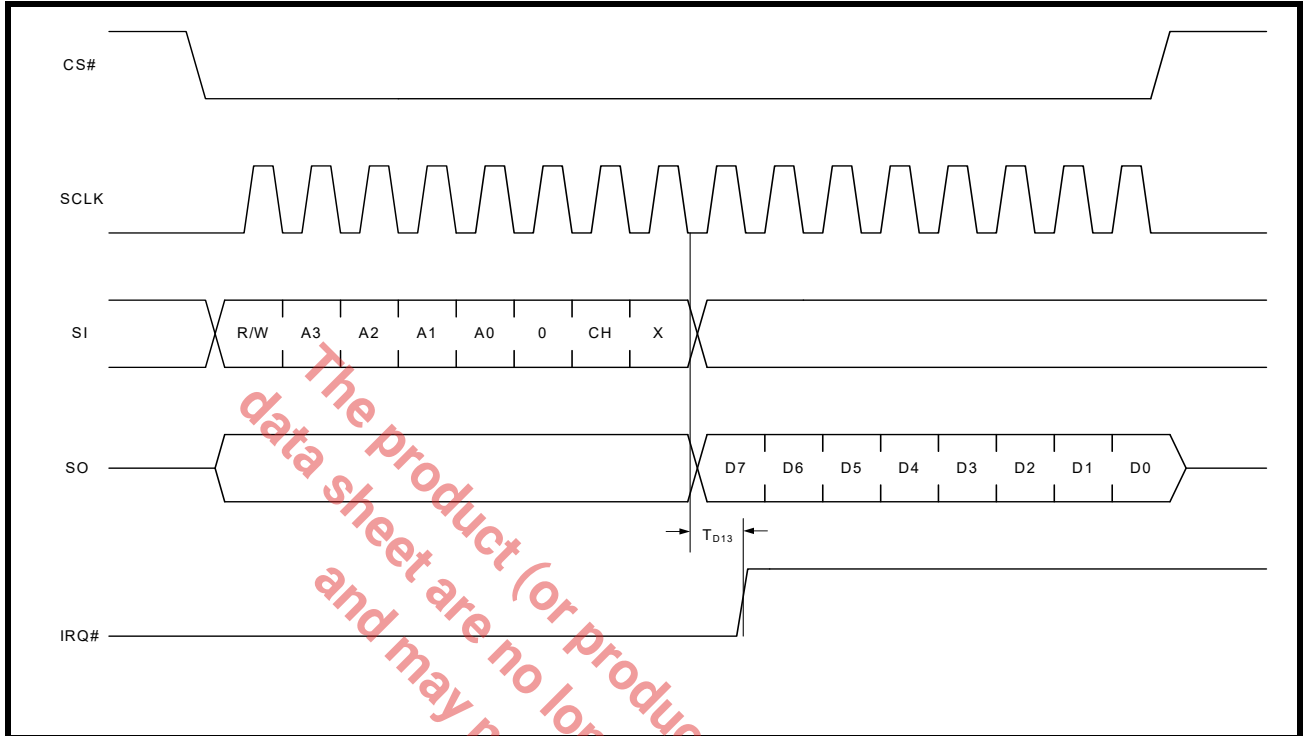 CS#
SCLK
SI
R/W A3 A2 A1 A0 0 CH X
SO
D7 D6 D5 D4 D3 D2 D1 D0
TD13
IRQ#
The product (or produc
data sheet are no lon
and may